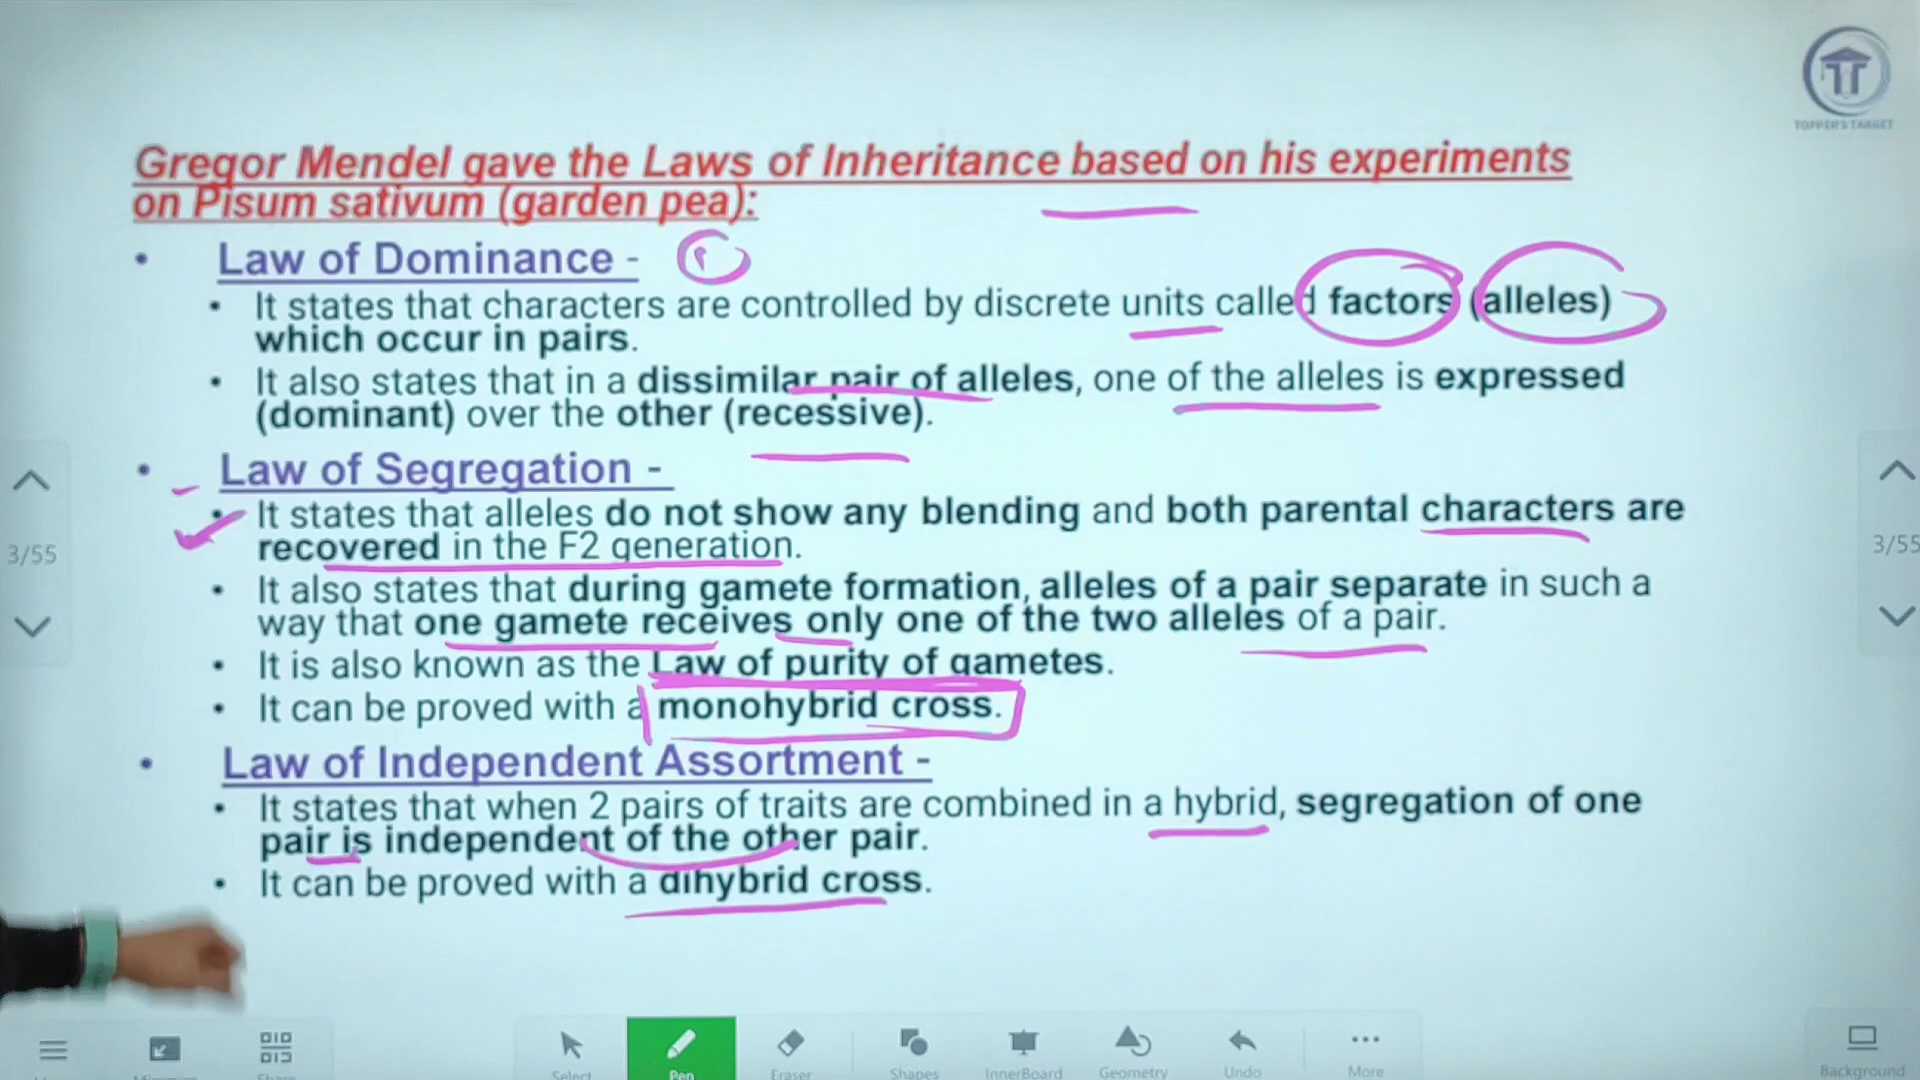 TOPPER'S TARGET
Gregor Mendel gave the Laws of Inheritance based on his experiments
on Pisum sativum (garden pea):
• Law of Dominance -
• It states that characters are controlled by discrete units called factors (alleles)
which occur in pairs.
• It also states that in a dissimilar pair of alleles, one of the alleles is expressed
(dominant) over the other (recessive).
• Law of Segregation -
• It states that alleles do not show any blending and both parental characters are
recovered in the F2 generation.
• It also states that during gamete formation, alleles of a pair separate in such a
way that one gamete receives only one of the two alleles of a pair.
• It is also known as the Law of purity of gametes.
• It can be proved with a monohybrid cross.
• Law of Independent Assortment -
• It states that when 2 pairs of traits are combined in a hybrid, segregation of one
pair is independent of the other pair.
• It can be proved with a dihybrid cross.
3/55
3/55
Select Pen Eraser Shapes InnerBoard Geometry Undo More Background